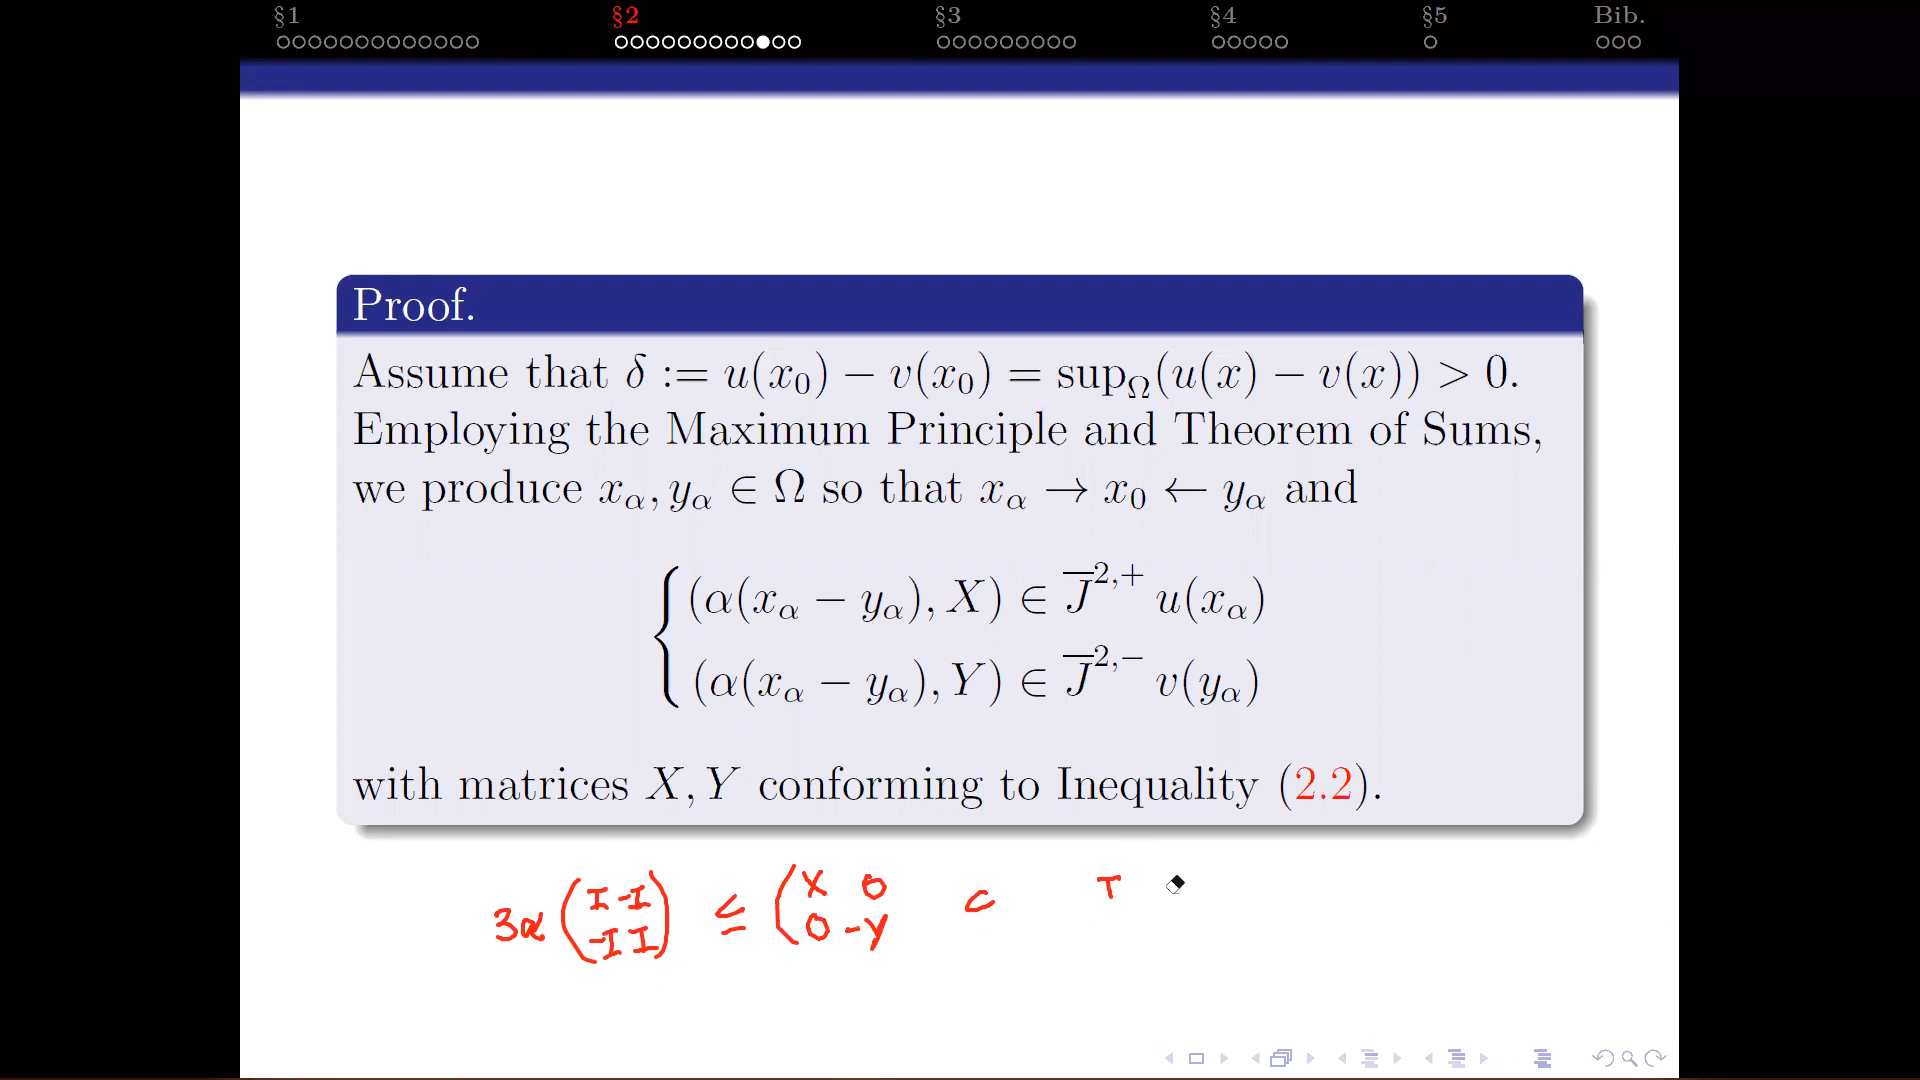 §1 §2 §3 §4 §5 Bib.
Proof.
Assume that δ := u(x₀) − v(x₀) = sup_Ω(u(x) − v(x)) > 0.
Employing the Maximum Principle and Theorem of Sums,
we produce x_α, y_α ∈ Ω so that x_α → x₀ ← y_α and
(α(x_α − y_α), X) ∈ J̅^{2,+} u(x_α)
(α(x_α − y_α), Y) ∈ J̅^{2,−} v(y_α)
with matrices X, Y conforming to Inequality (2.2).
3α ( I -I ≤ ( X 0
-I I ) 0 -Y